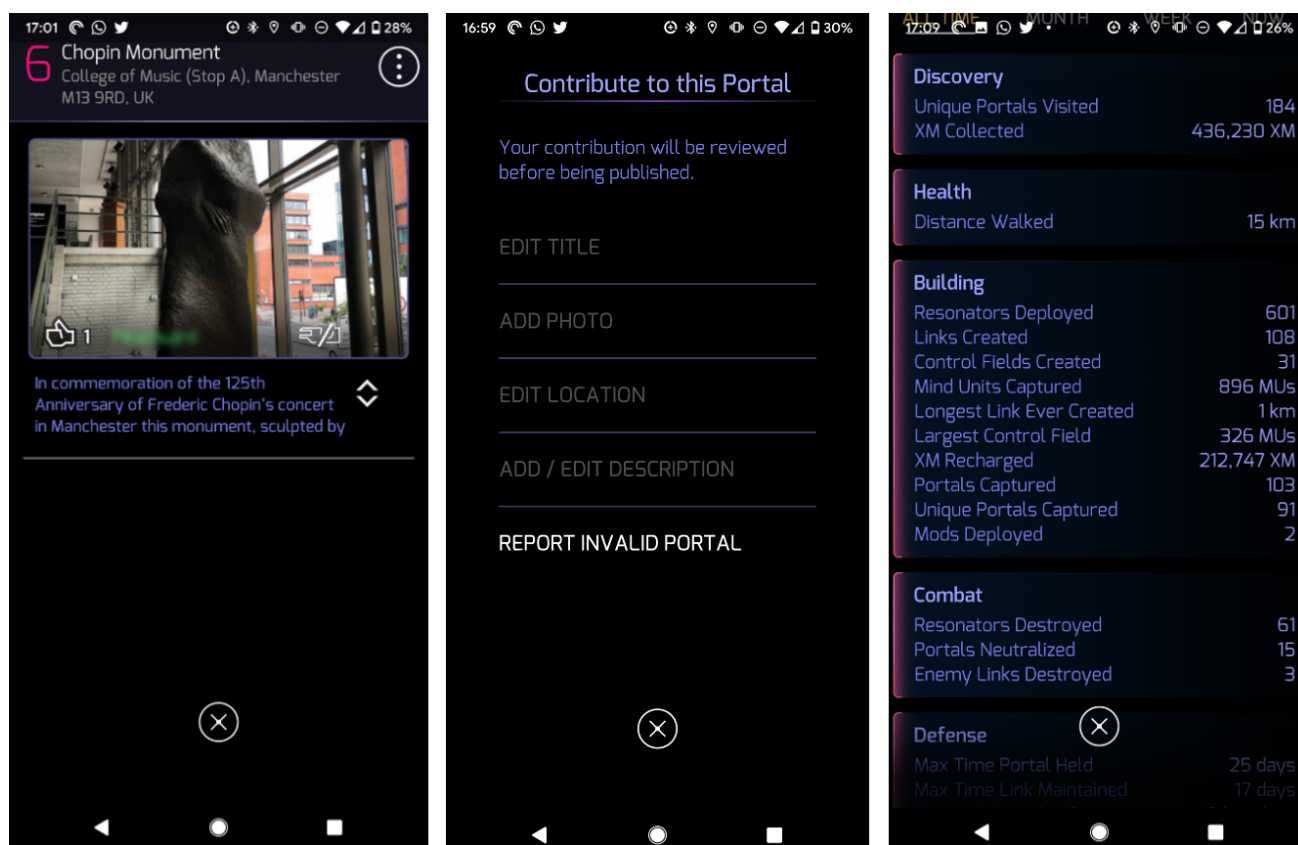 17:01
28%
6
Chopin Monument
College of Music (Stop A), Manchester
M13 9RD, UK
1
In commemoration of the 125th
Anniversary of Frederic Chopin's concert
in Manchester this monument, sculpted by
16:59
30%
Contribute to this Portal
Your contribution will be reviewed
before being published.
EDIT TITLE
ADD PHOTO
EDIT LOCATION
ADD / EDIT DESCRIPTION
REPORT INVALID PORTAL
ALL TIME MONTH WEEK NOW
17:09
26%
Discovery
Unique Portals Visited 184
XM Collected 436,230 XM
Health
Distance Walked 15 km
Building
Resonators Deployed 601
Links Created 108
Control Fields Created 31
Mind Units Captured 896 MUs
Longest Link Ever Created 1 km
Largest Control Field 326 MUs
XM Recharged 212,747 XM
Portals Captured 103
Unique Portals Captured 91
Mods Deployed 2
Combat
Resonators Destroyed 61
Portals Neutralized 15
Enemy Links Destroyed 3
Defense
Max Time Portal Held 25 days
Max Time Link Maintained 17 days